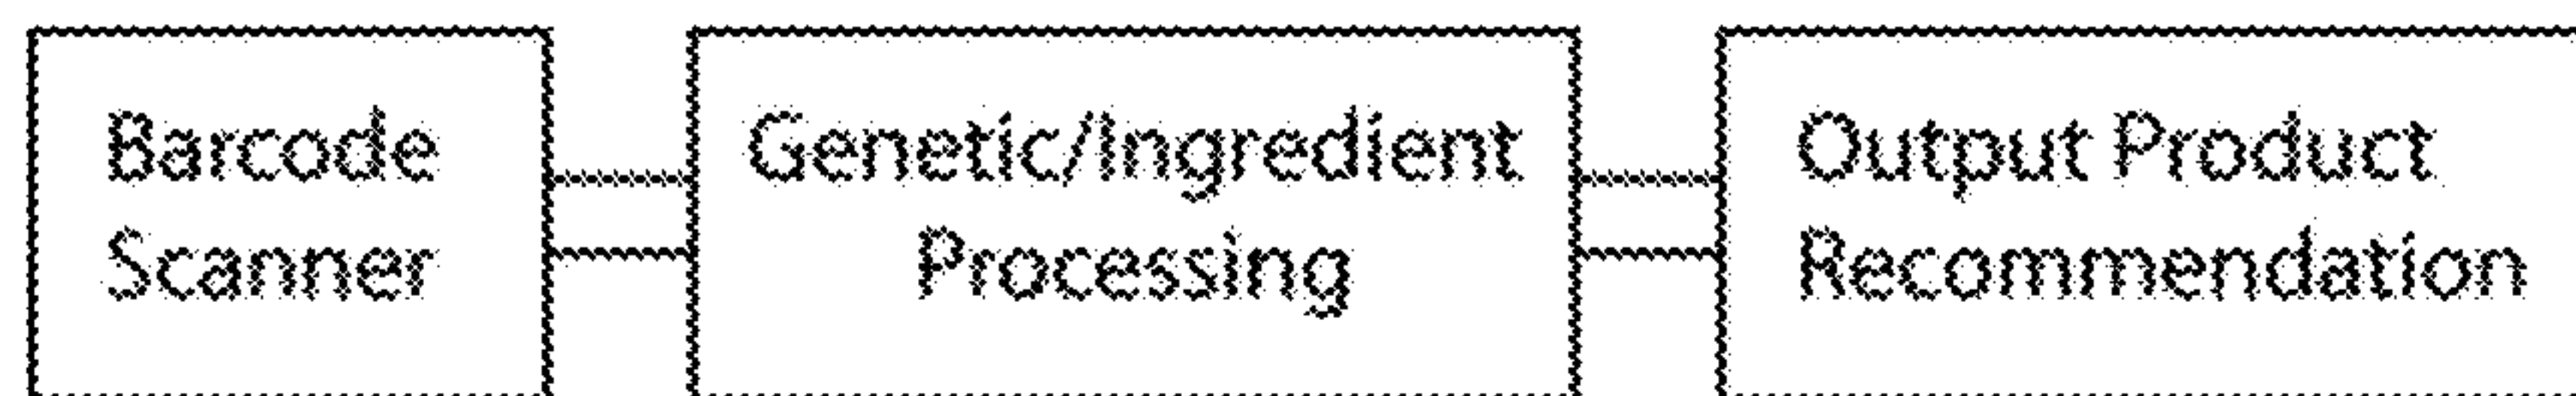 Barcode
Scanner
Genetic/Ingredient
Processing
Output Product
Recommendation